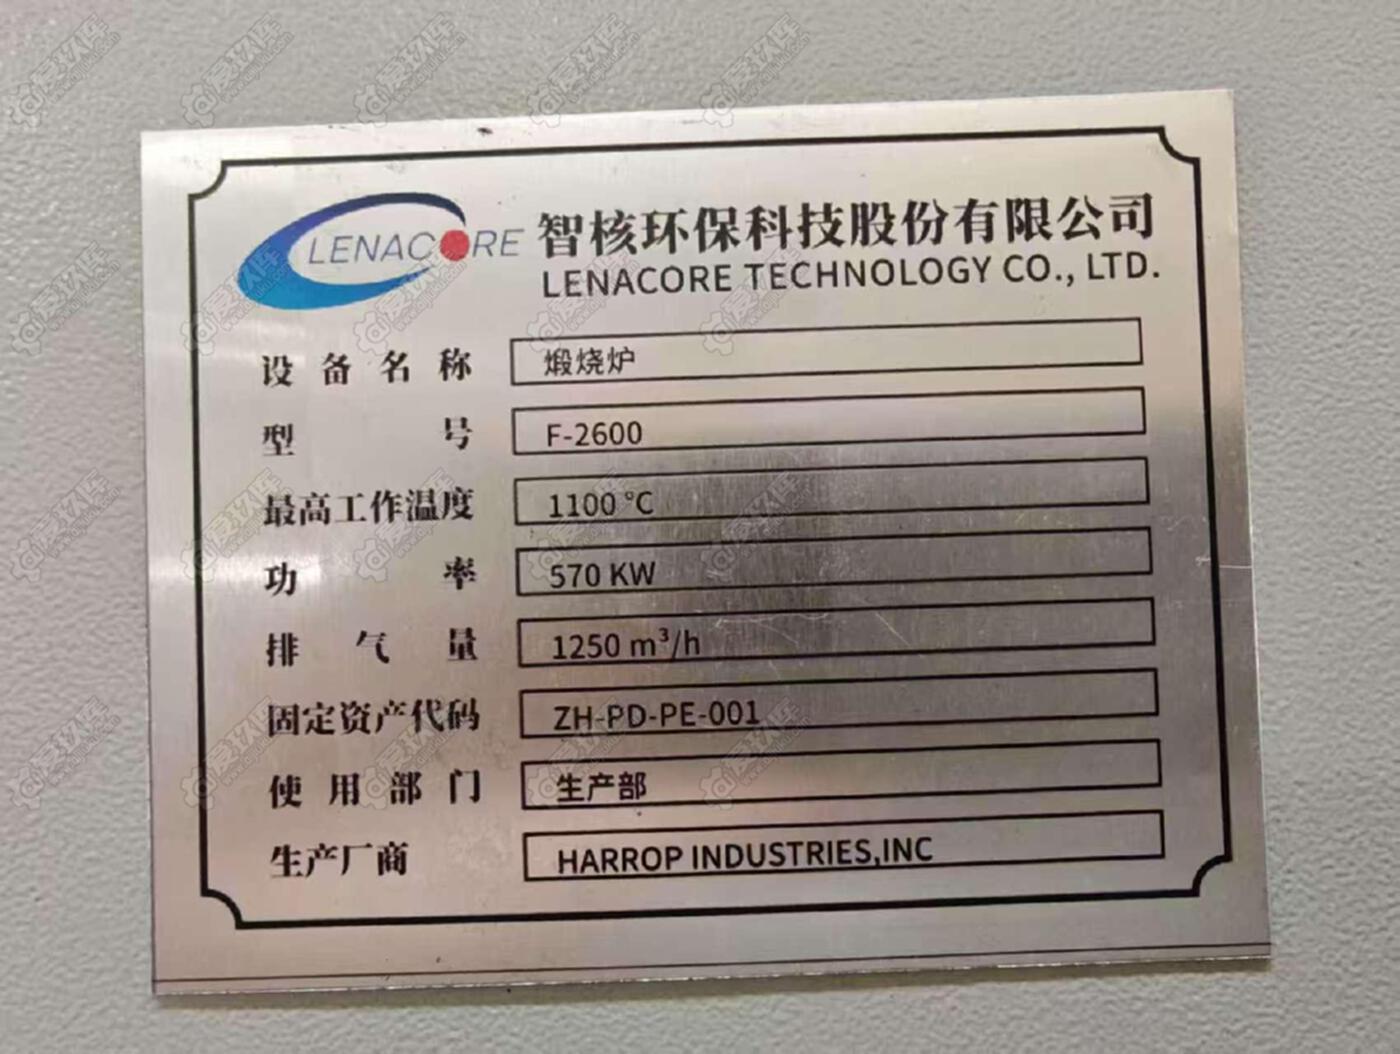 LENACORE 智核环保科技股份有限公司
LENACORE TECHNOLOGY CO., LTD.
设备名称 煅烧炉
型号 F-2600
最高工作温度 1100 ℃
功率 570 KW
排气量 1250 m³/h
固定资产代码 ZH-PD-PE-001
使用部门 生产部
生产厂商 HARROP INDUSTRIES,INC